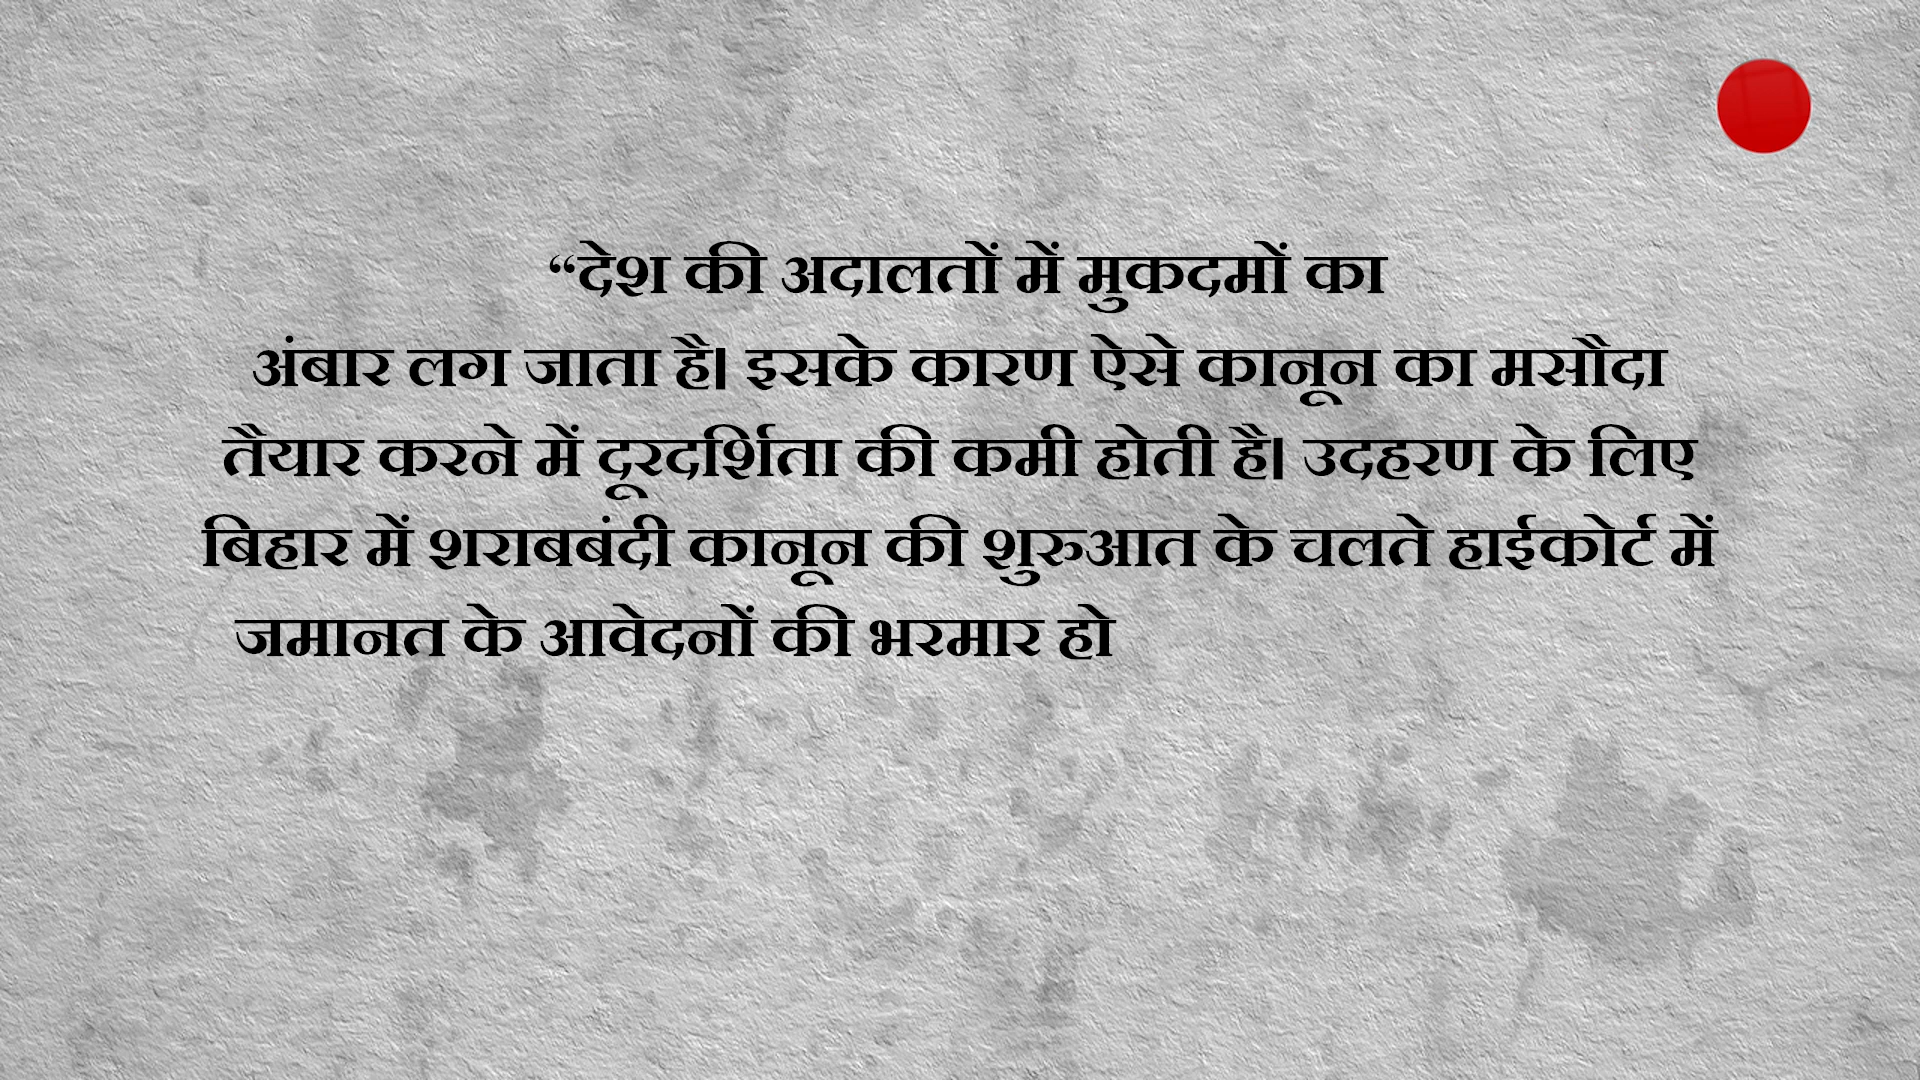 “देश की अदालतों में मुकदमों का
अंबार लग जाता है। इसके कारण ऐसे कानून का मसौदा
तैयार करने में दूरदर्शिता की कमी होती है। उदहरण के लिए
बिहार में शराबबंदी कानून की शुरुआत के चलते हाईकोर्ट में
जमानत के आवेदनों की भरमार हो